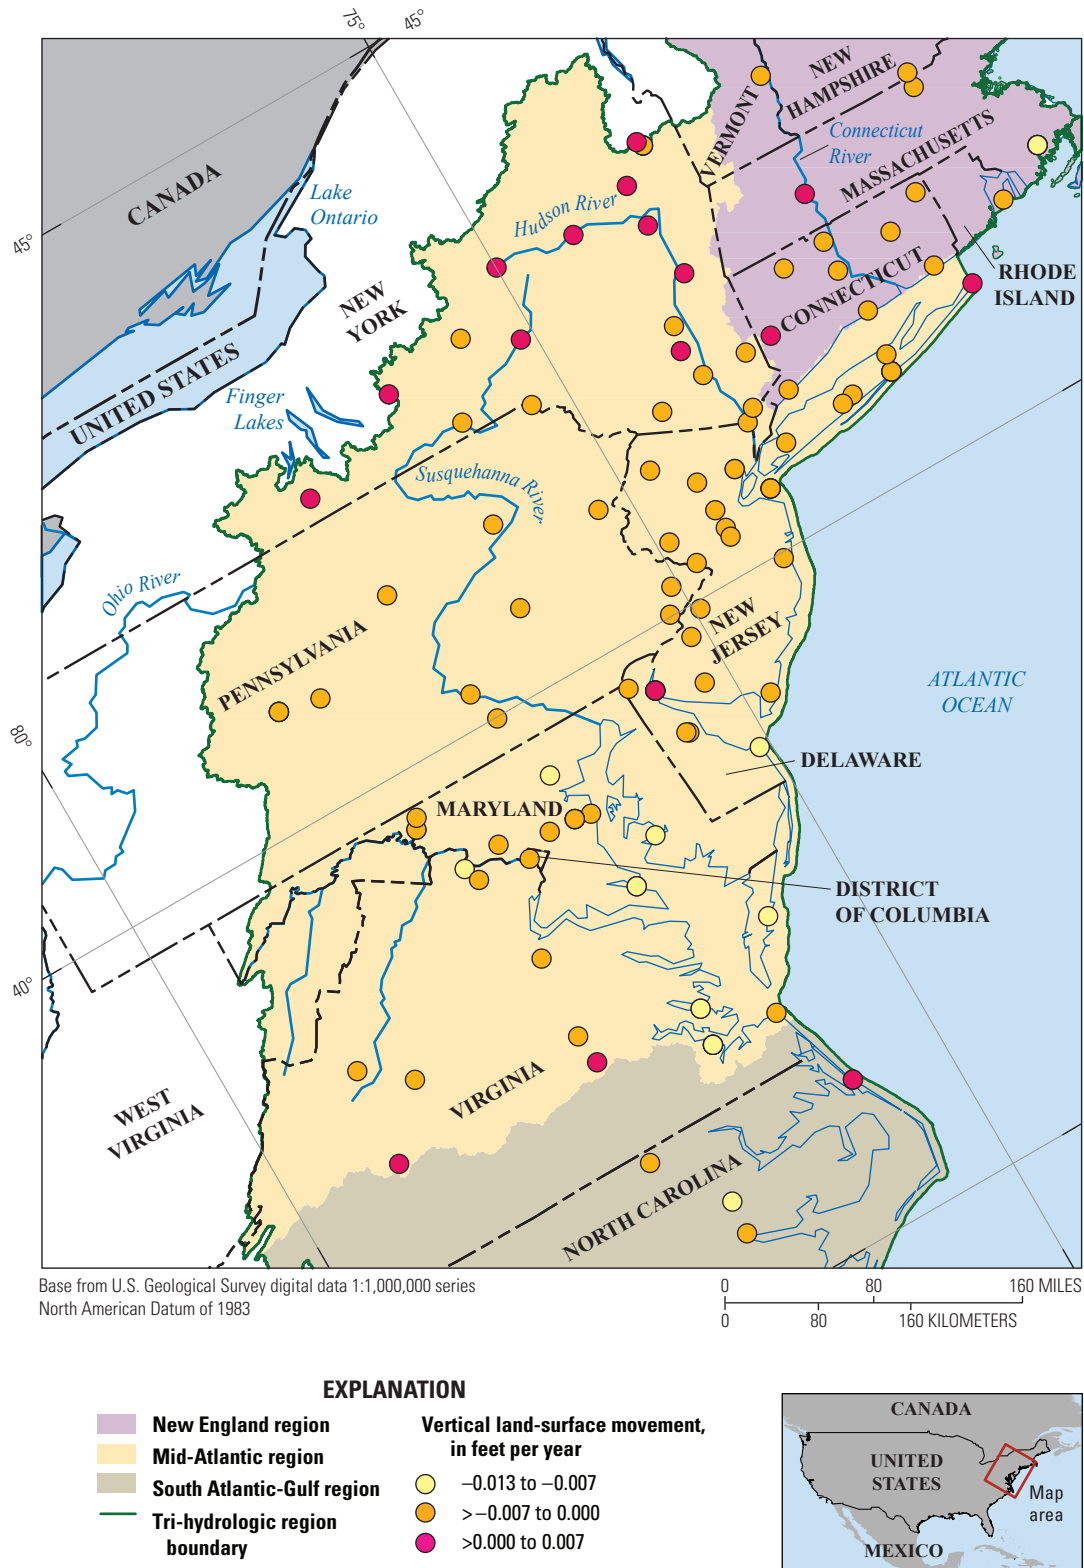 75°
45°
NEW
HAMPSHIRE
VERMONT
Connecticut
River
MASSACHUSETTS
CANADA
Lake
Ontario
Hudson River
45°
RHODE
ISLAND
CONNECTICUT
NEW
YORK
UNITED STATES
Finger
Lakes
Susquehanna River
Ohio River
NEW
JERSEY
PENNSYLVANIA
ATLANTIC
OCEAN
80°
DELAWARE
MARYLAND
DISTRICT
OF COLUMBIA
40°
WEST
VIRGINIA
VIRGINIA
NORTH CAROLINA
Base from U.S. Geological Survey digital data 1:1,000,000 series
North American Datum of 1983
0 80 160 MILES
0 80 160 KILOMETERS
EXPLANATION
New England region
Mid-Atlantic region
South Atlantic-Gulf region
Tri-hydrologic region
boundary
Vertical land-surface movement,
in feet per year
−0.013 to −0.007
>−0.007 to 0.000
>0.000 to 0.007
CANADA
UNITED
STATES
Map
area
MEXICO